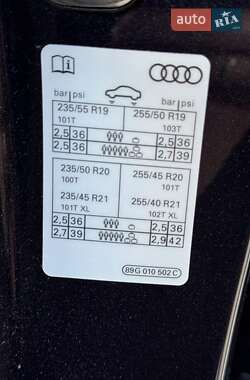 AUTO
RIA
bar psi bar psi
235/55 R19 255/50 R19
101T 103T
2,5 36 2,5 36
2,5 36 2,7 39
235/50 R20 255/45 R20
100T 101T
235/45 R21 255/40 R21
101T XL 102T XL
2,5 36 2,5 36
2,7 39 2,9 42
89G 010 502 C